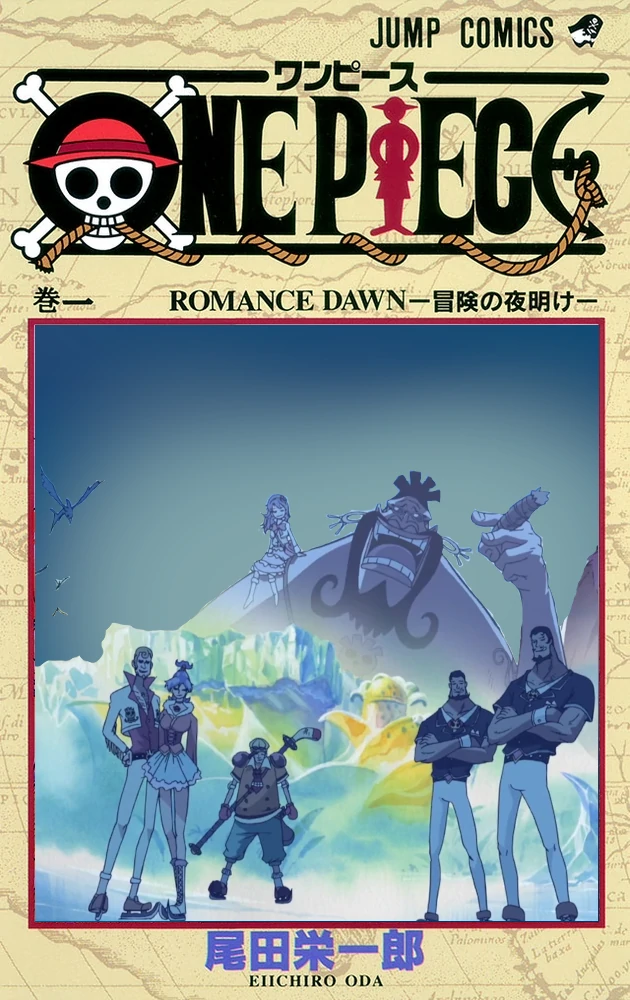 JUMP COMICS
ワンピース
ONE PIECE
巻一
ROMANCE DAWN—冒険の夜明け—
尾田栄一郎
EIICHIRO ODA